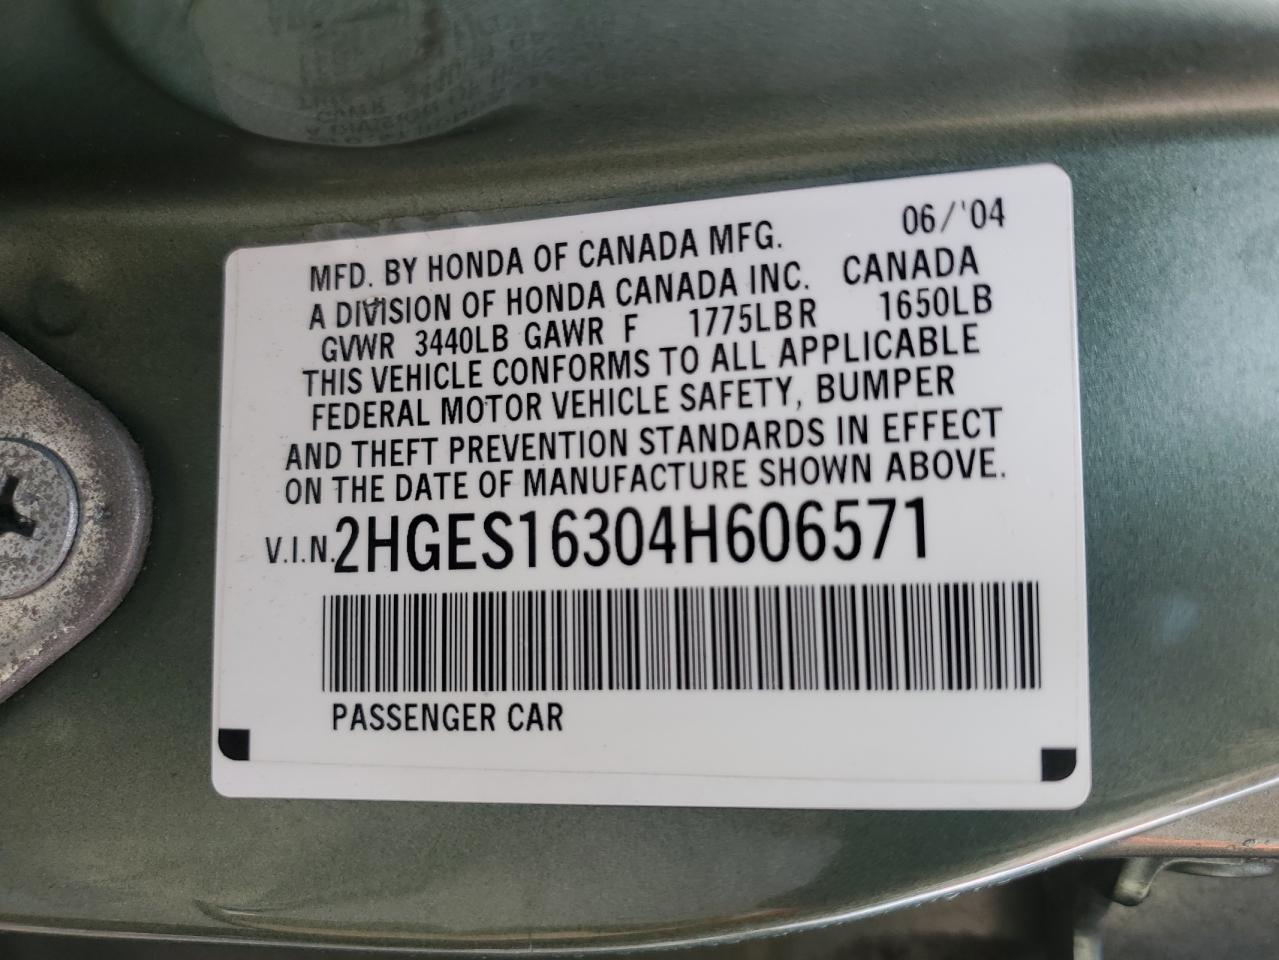 06/'04
MFD. BY HONDA OF CANADA MFG.
A DIVISION OF HONDA CANADA INC. CANADA
GVWR 3440LB GAWR F 1775LBR 1650LB
THIS VEHICLE CONFORMS TO ALL APPLICABLE
FEDERAL MOTOR VEHICLE SAFETY, BUMPER
AND THEFT PREVENTION STANDARDS IN EFFECT
ON THE DATE OF MANUFACTURE SHOWN ABOVE.
V.I.N. 2HGES16304H606571
PASSENGER CAR